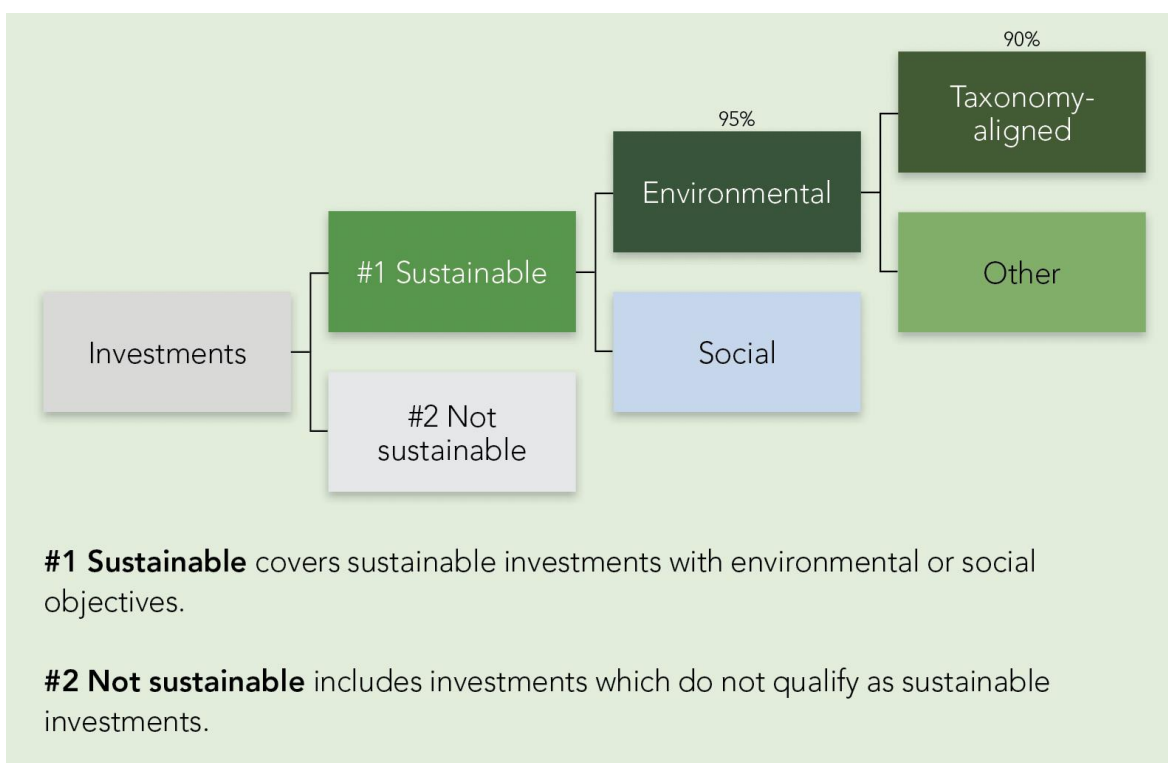 90%
Taxonomy-
aligned
95%
Environmental
#1 Sustainable
Other
Investments
Social
#2 Not
sustainable
#1 Sustainable covers sustainable investments with environmental or social
objectives.
#2 Not sustainable includes investments which do not qualify as sustainable
investments.